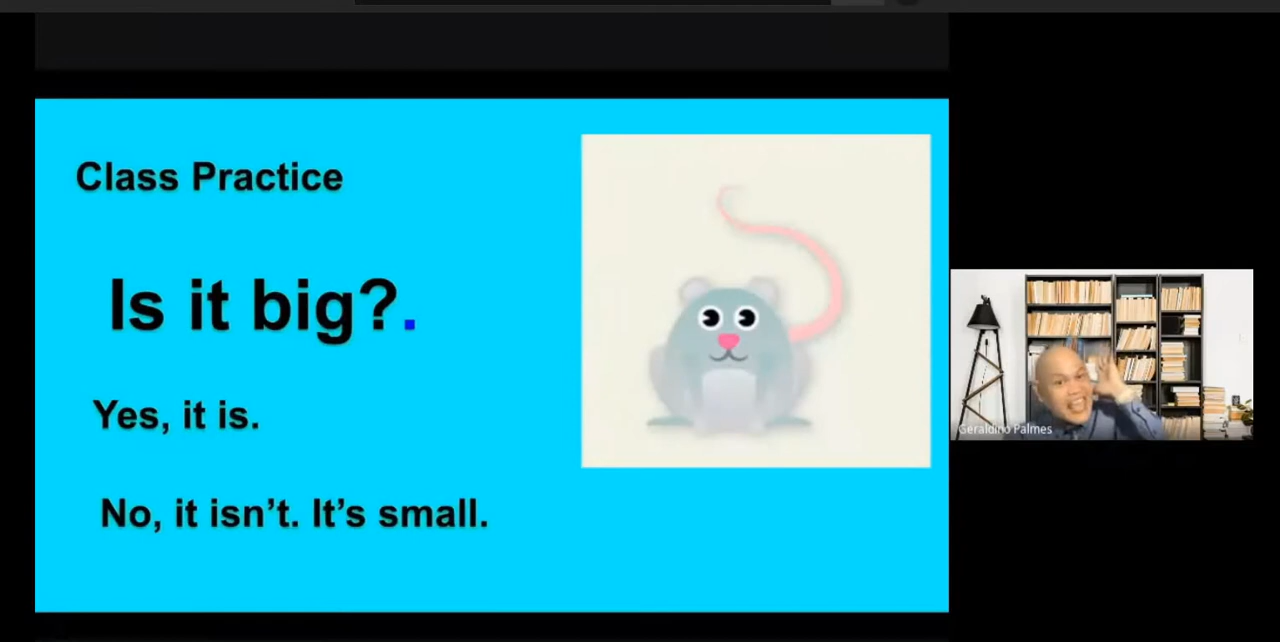 Class Practice
Is it big?.
Yes, it is.
No, it isn’t. It’s small.
Geraldino Palmes